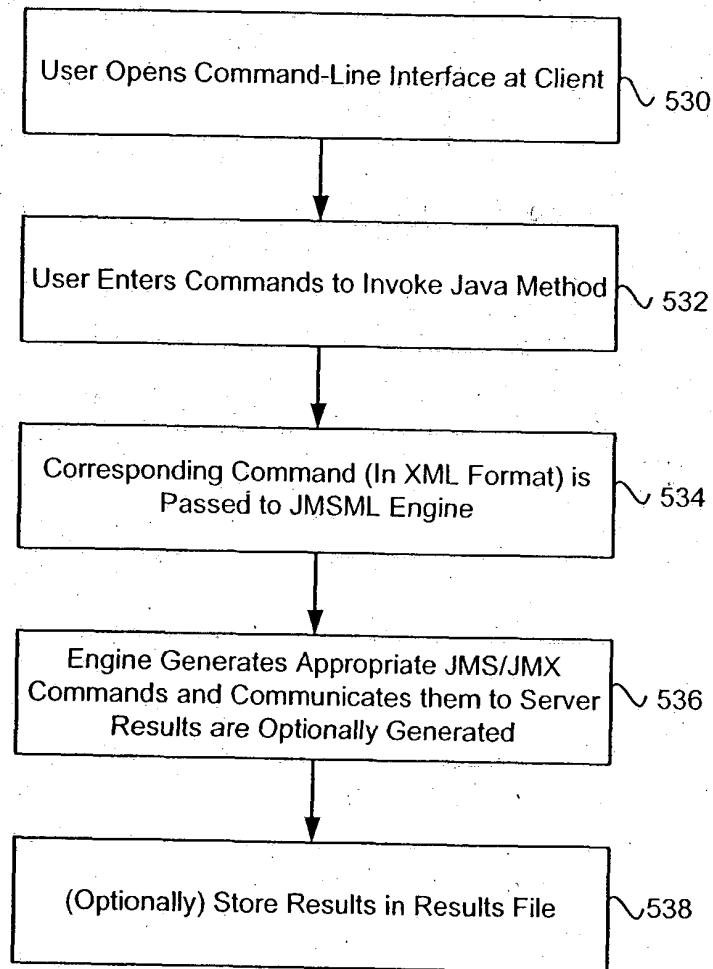 User Opens Command-Line Interface at Client
530
User Enters Commands to Invoke Java Method
532
Corresponding Command (In XML Format) is
Passed to JMSML Engine
534
Engine Generates Appropriate JMS/JMX
Commands and Communicates them to Server
Results are Optionally Generated
536
(Optionally) Store Results in Results File
538